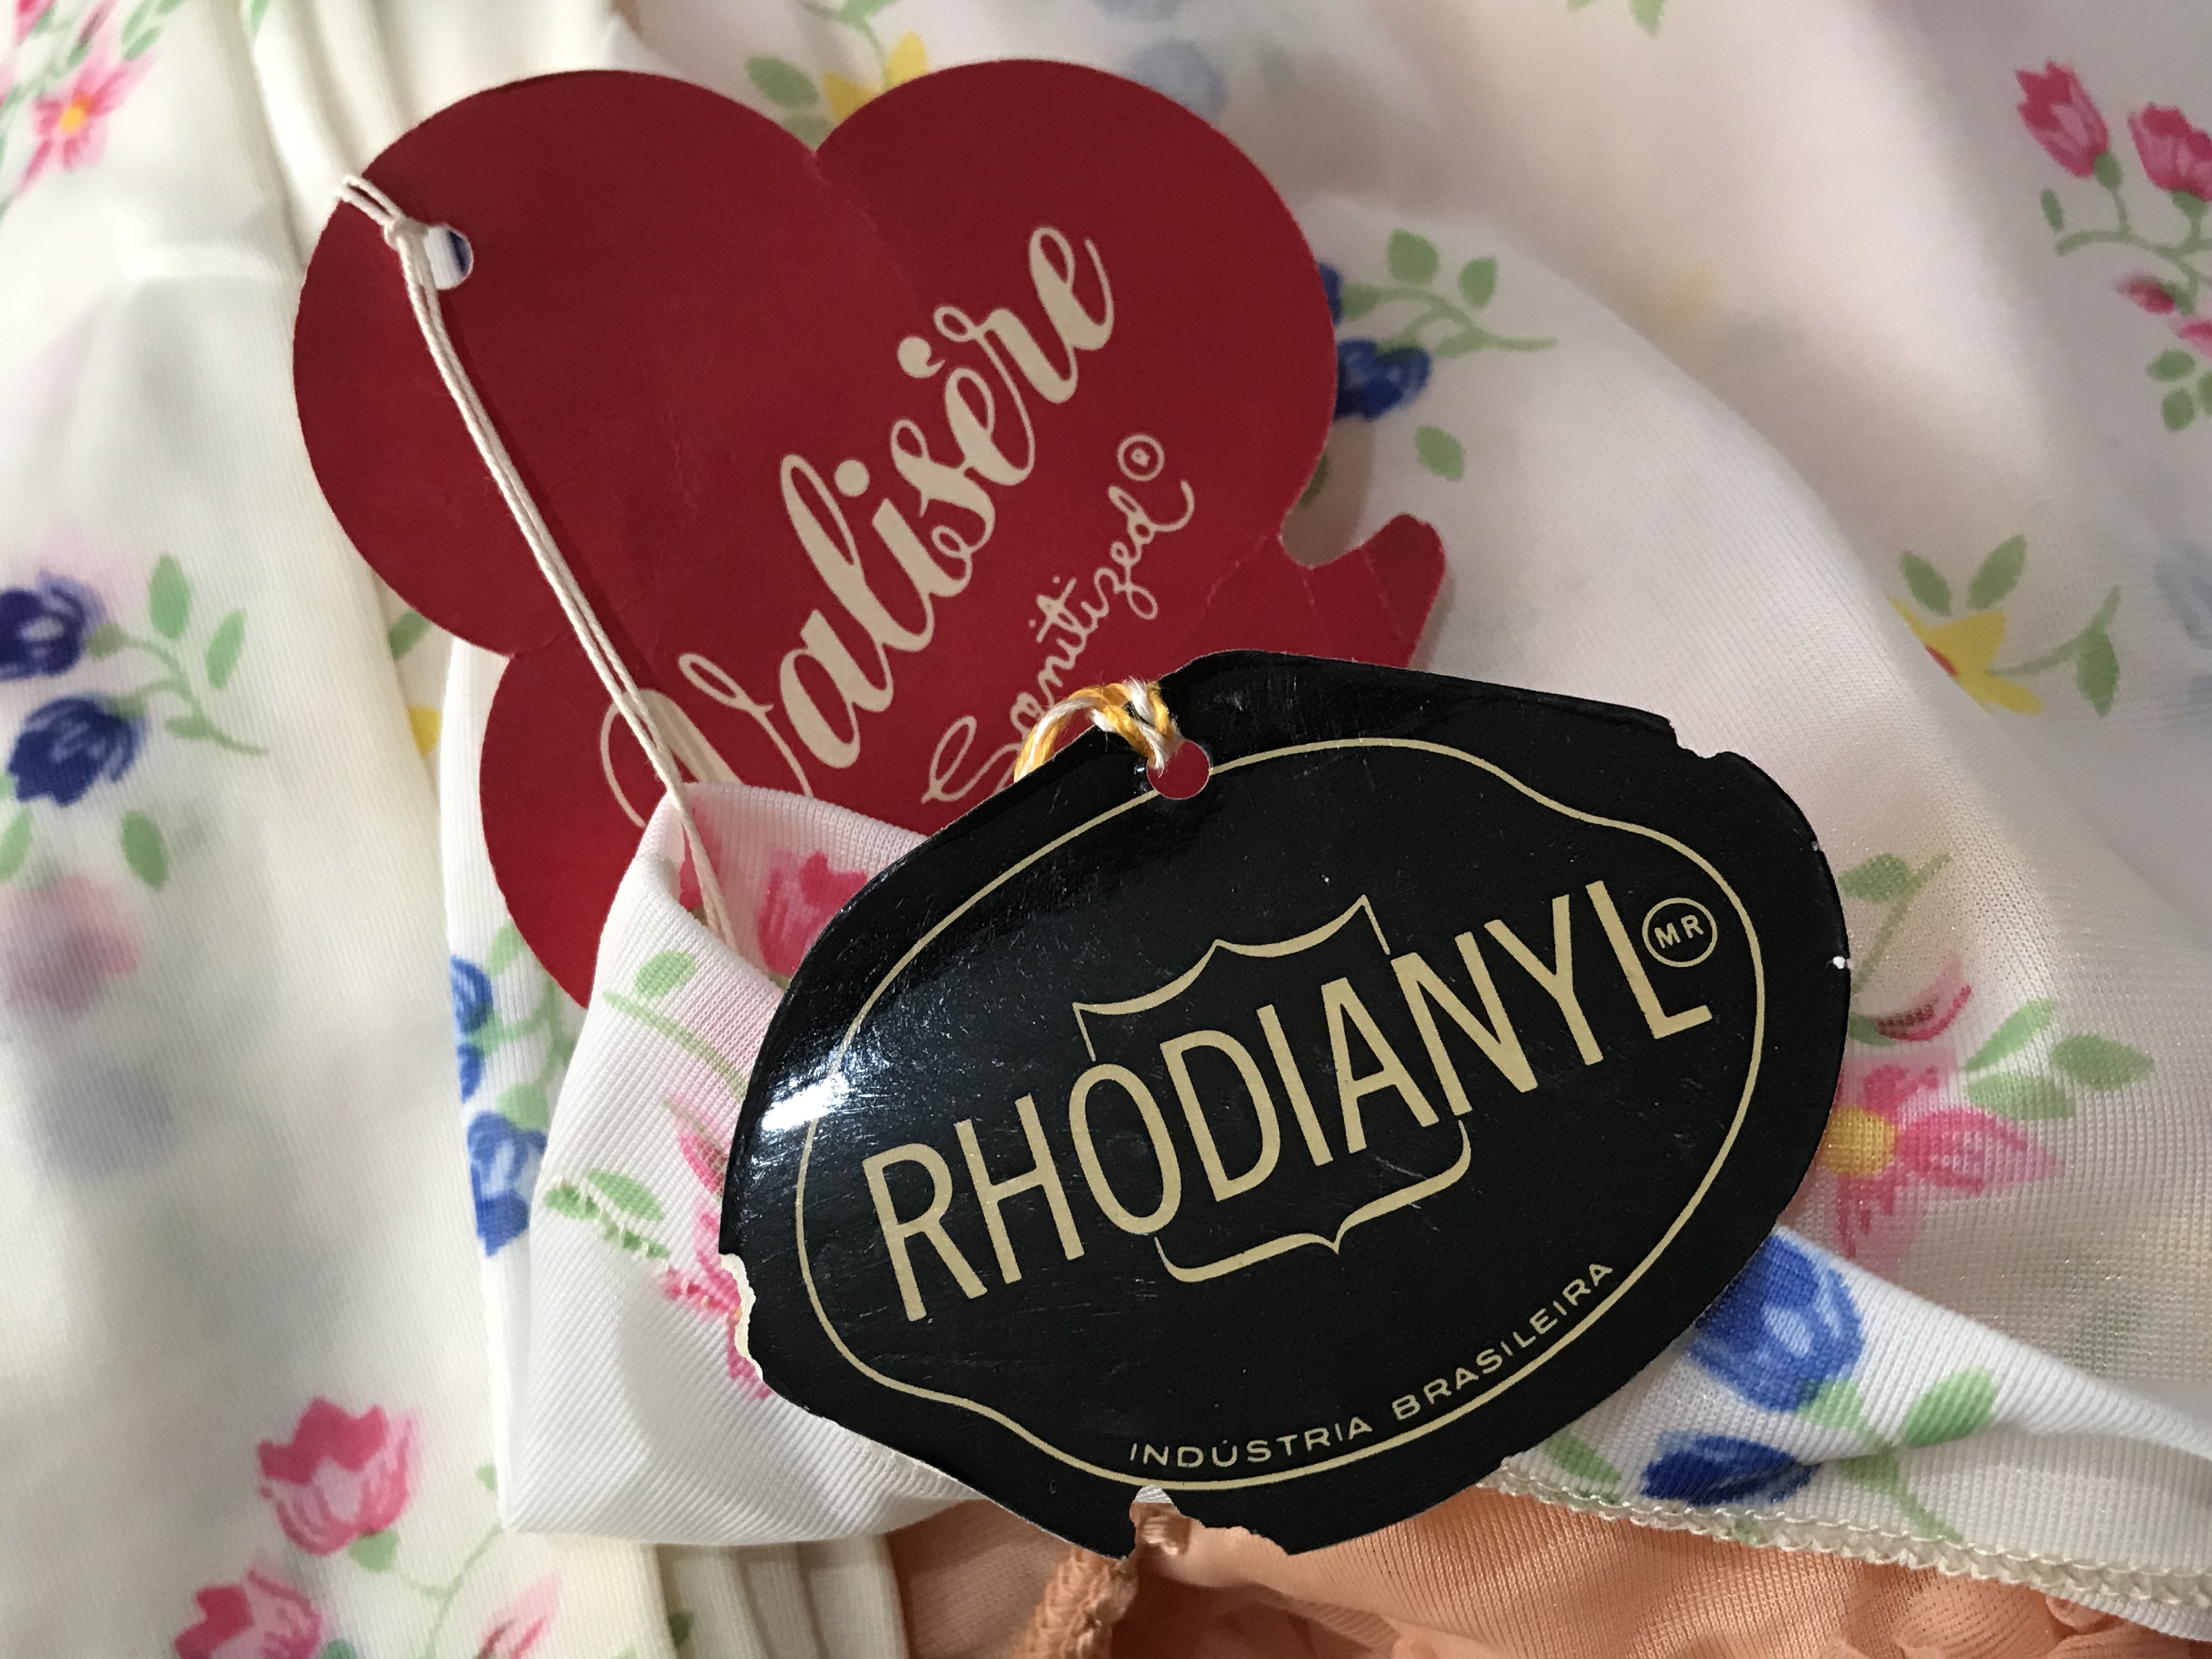 Valisère
Sanitized ®
RHODIANYL MR
INDÚSTRIA BRASILEIRA